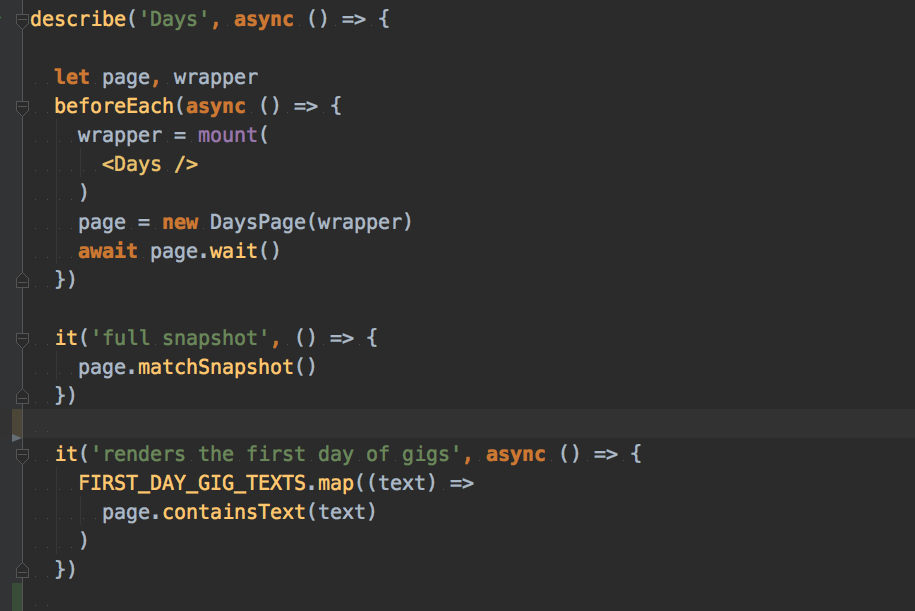 describe('Days', async () => {
let page, wrapper
beforeEach(async () => {
wrapper = mount(
<Days />
)
page = new DaysPage(wrapper)
await page.wait()
})
it('full snapshot', () => {
page.matchSnapshot()
})
it('renders the first day of gigs', async () => {
FIRST_DAY_GIG_TEXTS.map((text) =>
page.containsText(text)
)
})